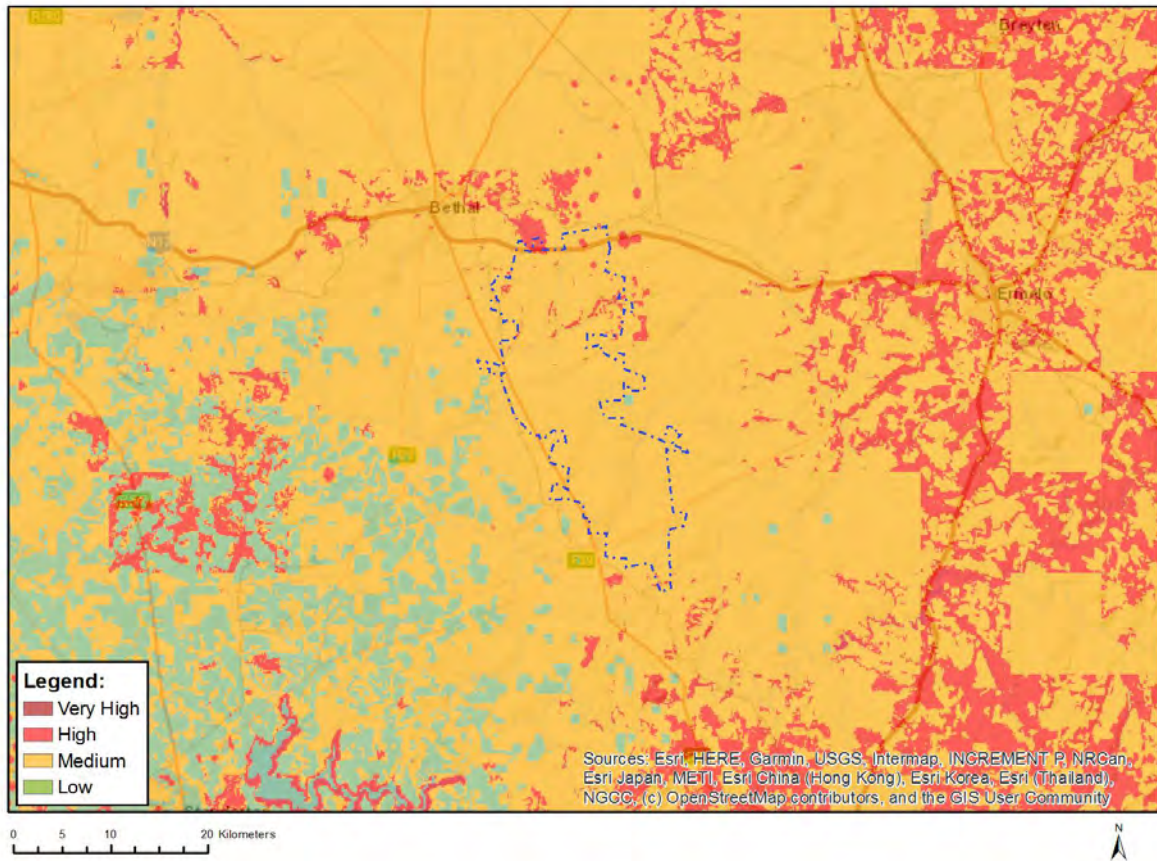 Breyten
Bethal
Ermelo
R39
Legend:
Very High
High
Medium
Low
Sources: Esri, HERE, Garmin, USGS, Intermap, INCREMENT P, NRCan,
Esri Japan, METI, Esri China (Hong Kong), Esri Korea, Esri (Thailand),
NGCC, (c) OpenStreetMap contributors, and the GIS User Community
0 5 10 20 Kilometers
N